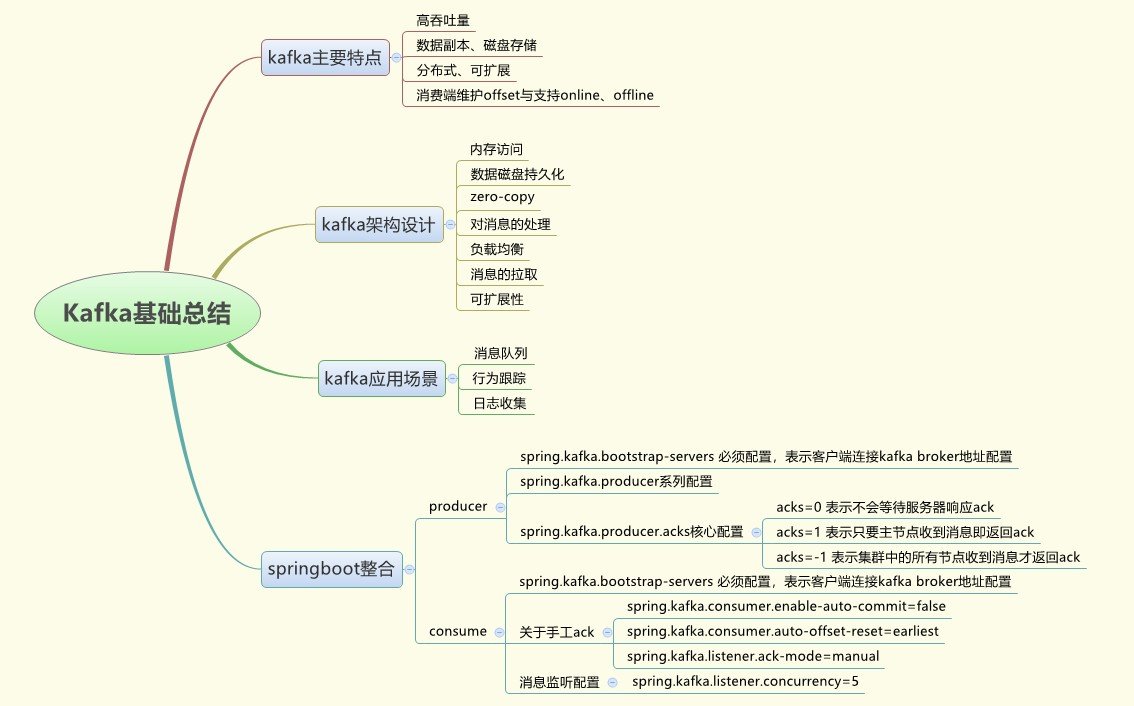 Kafka基础总结
kafka主要特点
高吞吐量
数据副本、磁盘存储
分布式、可扩展
消费端维护offset与支持online、offline
kafka架构设计
内存访问
数据磁盘持久化
zero-copy
对消息的处理
负载均衡
消息的拉取
可扩展性
kafka应用场景
消息队列
行为跟踪
日志收集
springboot整合
producer
spring.kafka.bootstrap-servers 必须配置，表示客户端连接kafka broker地址配置
spring.kafka.producer系列配置
spring.kafka.producer.acks核心配置
acks=0 表示不会等待服务器响应ack
acks=1 表示只要主节点收到消息即返回ack
acks=-1 表示集群中的所有节点收到消息才返回ack
consume
spring.kafka.bootstrap-servers 必须配置，表示客户端连接kafka broker地址配置
关于手工ack
spring.kafka.consumer.enable-auto-commit=false
spring.kafka.consumer.auto-offset-reset=earliest
spring.kafka.listener.ack-mode=manual
消息监听配置
spring.kafka.listener.concurrency=5